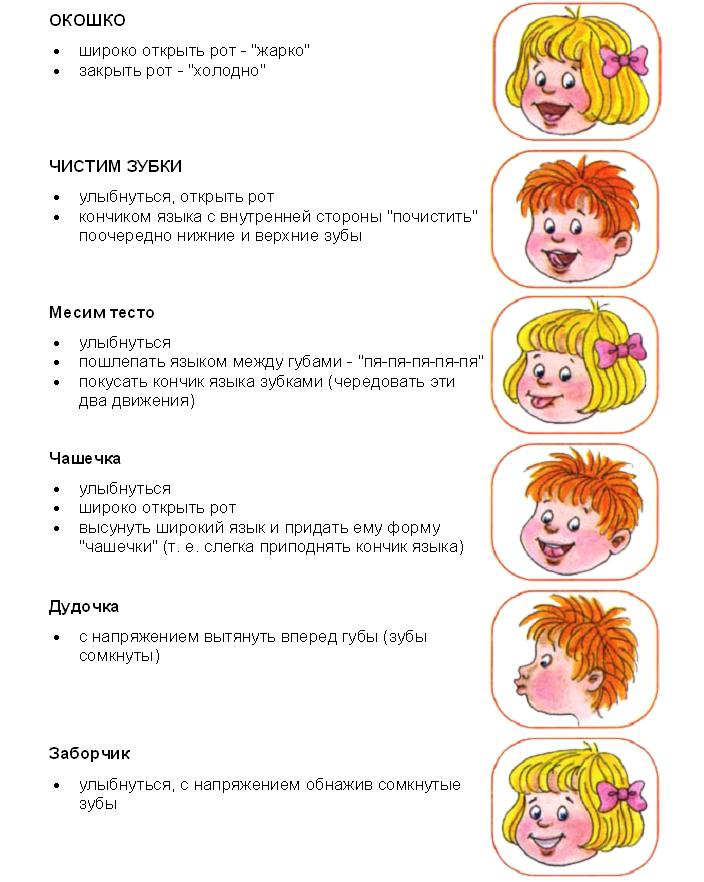 ОКОШКО
• широко открыть рот - "жарко"
• закрыть рот - "холодно"
ЧИСТИМ ЗУБКИ
• улыбнуться, открыть рот
• кончиком языка с внутренней стороны "почистить"
поочередно нижние и верхние зубы
Месим тесто
• улыбнуться
• пошлепать языком между губами - "пя-пя-пя-пя-пя"
• покусать кончик языка зубками (чередовать эти
два движения)
Чашечка
• улыбнуться
• широко открыть рот
• высунуть широкий язык и придать ему форму
"чашечки" (т. е. слегка приподнять кончик языка)
Дудочка
• с напряжением вытянуть вперед губы (зубы
сомкнуты)
Заборчик
• улыбнуться, с напряжением обнажив сомкнутые
зубы